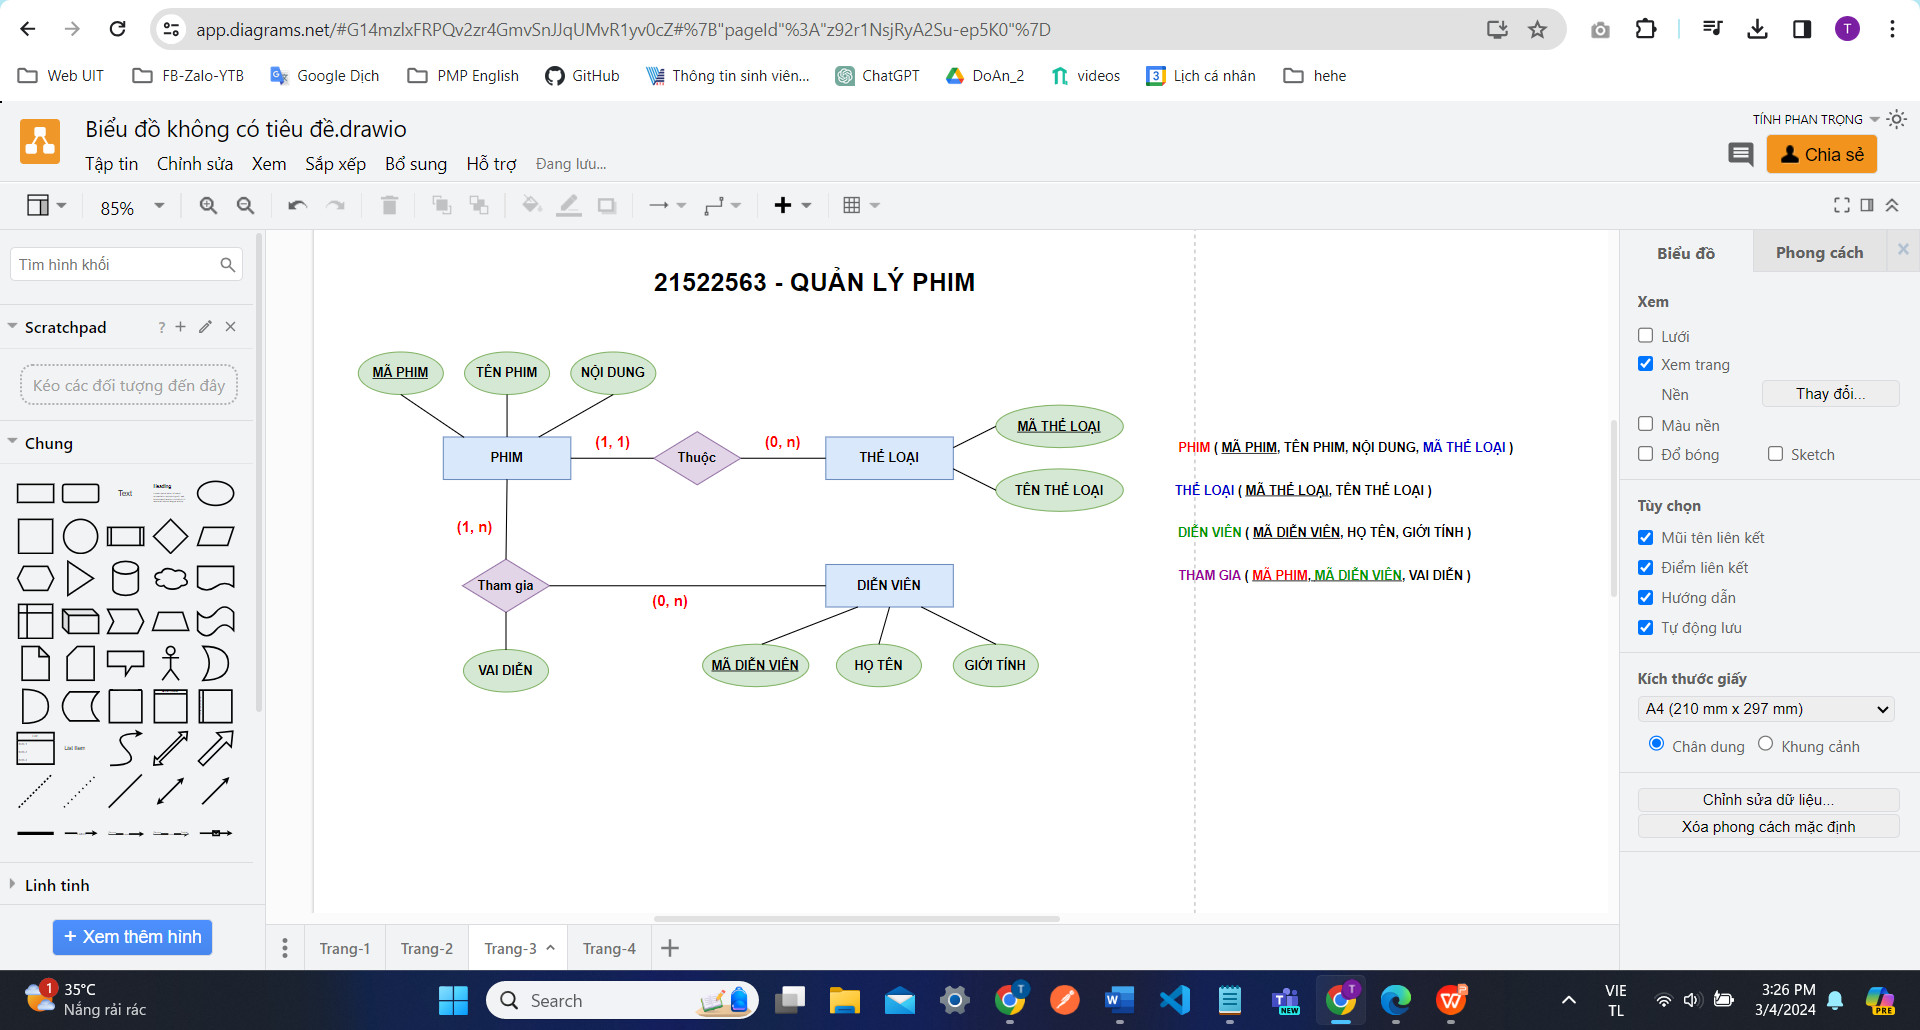 app.diagrams.net/#G14mzlxFRPQv2zr4GmvSnJJqUMvR1yv0cZ#%7B"pageId"%3A"z92r1NsjRyA2Su-ep5K0"%7D
T
Web UIT
FB-Zalo-YTB
Google Dịch
PMP English
GitHub
Thông tin sinh viên...
ChatGPT
DoAn_2
videos
3
Lịch cá nhân
hehe
Biểu đồ không có tiêu đề.drawio
TÍNH PHAN TRỌNG
Tập tin
Chỉnh sửa
Xem
Sắp xếp
Bổ sung
Hỗ trợ
Đang lưu...
Chia sẻ
85%
Tìm hình khối
Scratchpad
?
Kéo các đối tượng đến đây
Chung
Text
Heading
List Item
Linh tinh
+ Xem thêm hình
21522563 - QUẢN LÝ PHIM
MÃ PHIM
TÊN PHIM
NỘI DUNG
PHIM
(1, 1)
Thuộc
(0, n)
THỂ LOẠI
MÃ THỂ LOẠI
TÊN THỂ LOẠI
(1, n)
Tham gia
(0, n)
DIỄN VIÊN
VAI DIỄN
MÃ DIỄN VIÊN
HỌ TÊN
GIỚI TÍNH
PHIM ( MÃ PHIM, TÊN PHIM, NỘI DUNG, MÃ THỂ LOẠI )
THỂ LOẠI ( MÃ THỂ LOẠI, TÊN THỂ LOẠI )
DIỄN VIÊN ( MÃ DIỄN VIÊN, HỌ TÊN, GIỚI TÍNH )
THAM GIA ( MÃ PHIM, MÃ DIỄN VIÊN, VAI DIỄN )
Biểu đồ
Phong cách
Xem
Lưới
Xem trang
Nền
Thay đổi...
Màu nền
Đổ bóng
Sketch
Tùy chọn
Mũi tên liên kết
Điểm liên kết
Hướng dẫn
Tự động lưu
Kích thước giấy
A4 (210 mm x 297 mm)
Chân dung
Khung cảnh
Chỉnh sửa dữ liệu...
Xóa phong cách mặc định
Trang-1
Trang-2
Trang-3
Trang-4
1
35°C
Nắng rải rác
Search
T
NEW
T
VIE
TL
3:26 PM
3/4/2024
PRE